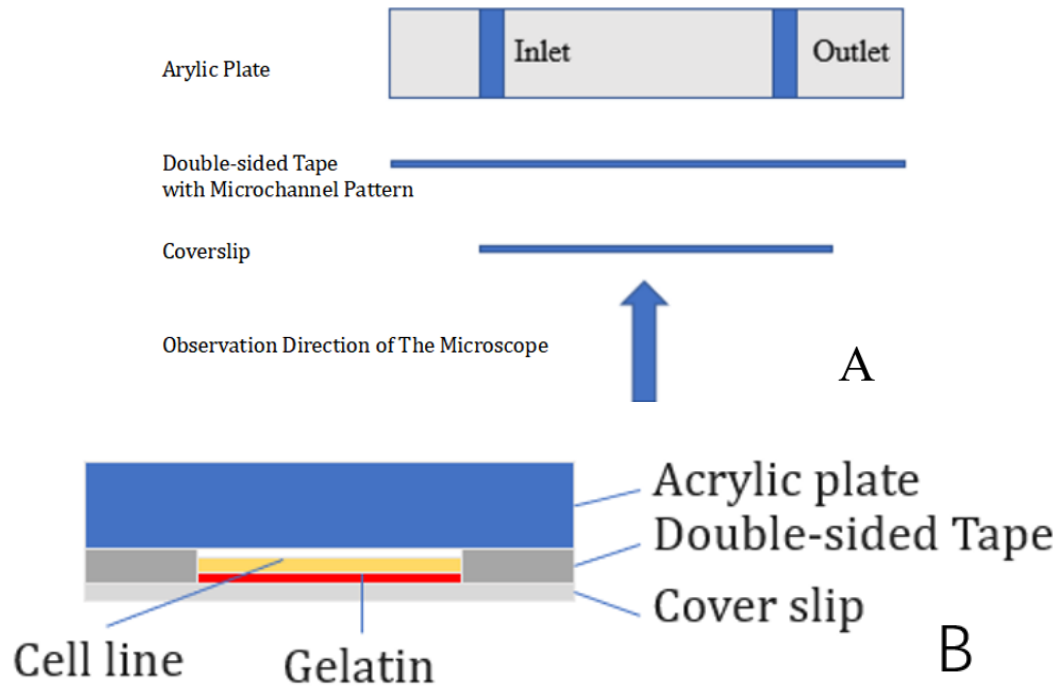 Inlet
Outlet
Arylic Plate
Double-sided Tape
with Microchannel Pattern
Coverslip
Observation Direction of The Microscope
A
Acrylic plate
Double-sided Tape
Cover slip
Cell line
Gelatin
B